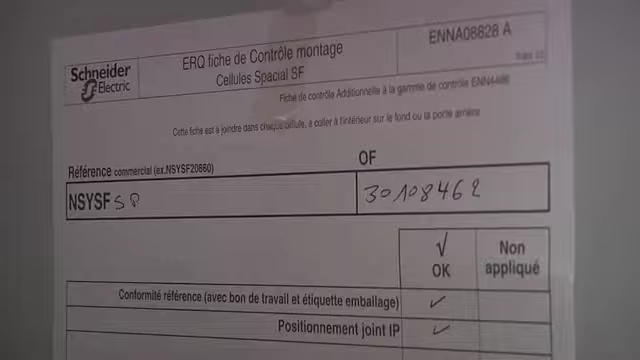 Schneider Electric
ERQ fiche de Contrôle montage
Cellules Spacial SF
ENNA08828 A
Fiche de contrôle Additionnelle à la gamme de contrôle
Cette fiche est à joindre dans chaque cellule, à coller à l'intérieur sur le fond ou la porte arrière
Référence commercial (ex.NSYSF20860)
OF
NSYSF SP
30108462
√ OK
Non appliqué
Conformité référence (avec bon de travail et étiquette emballage) ✓
Positionnement joint IP ✓